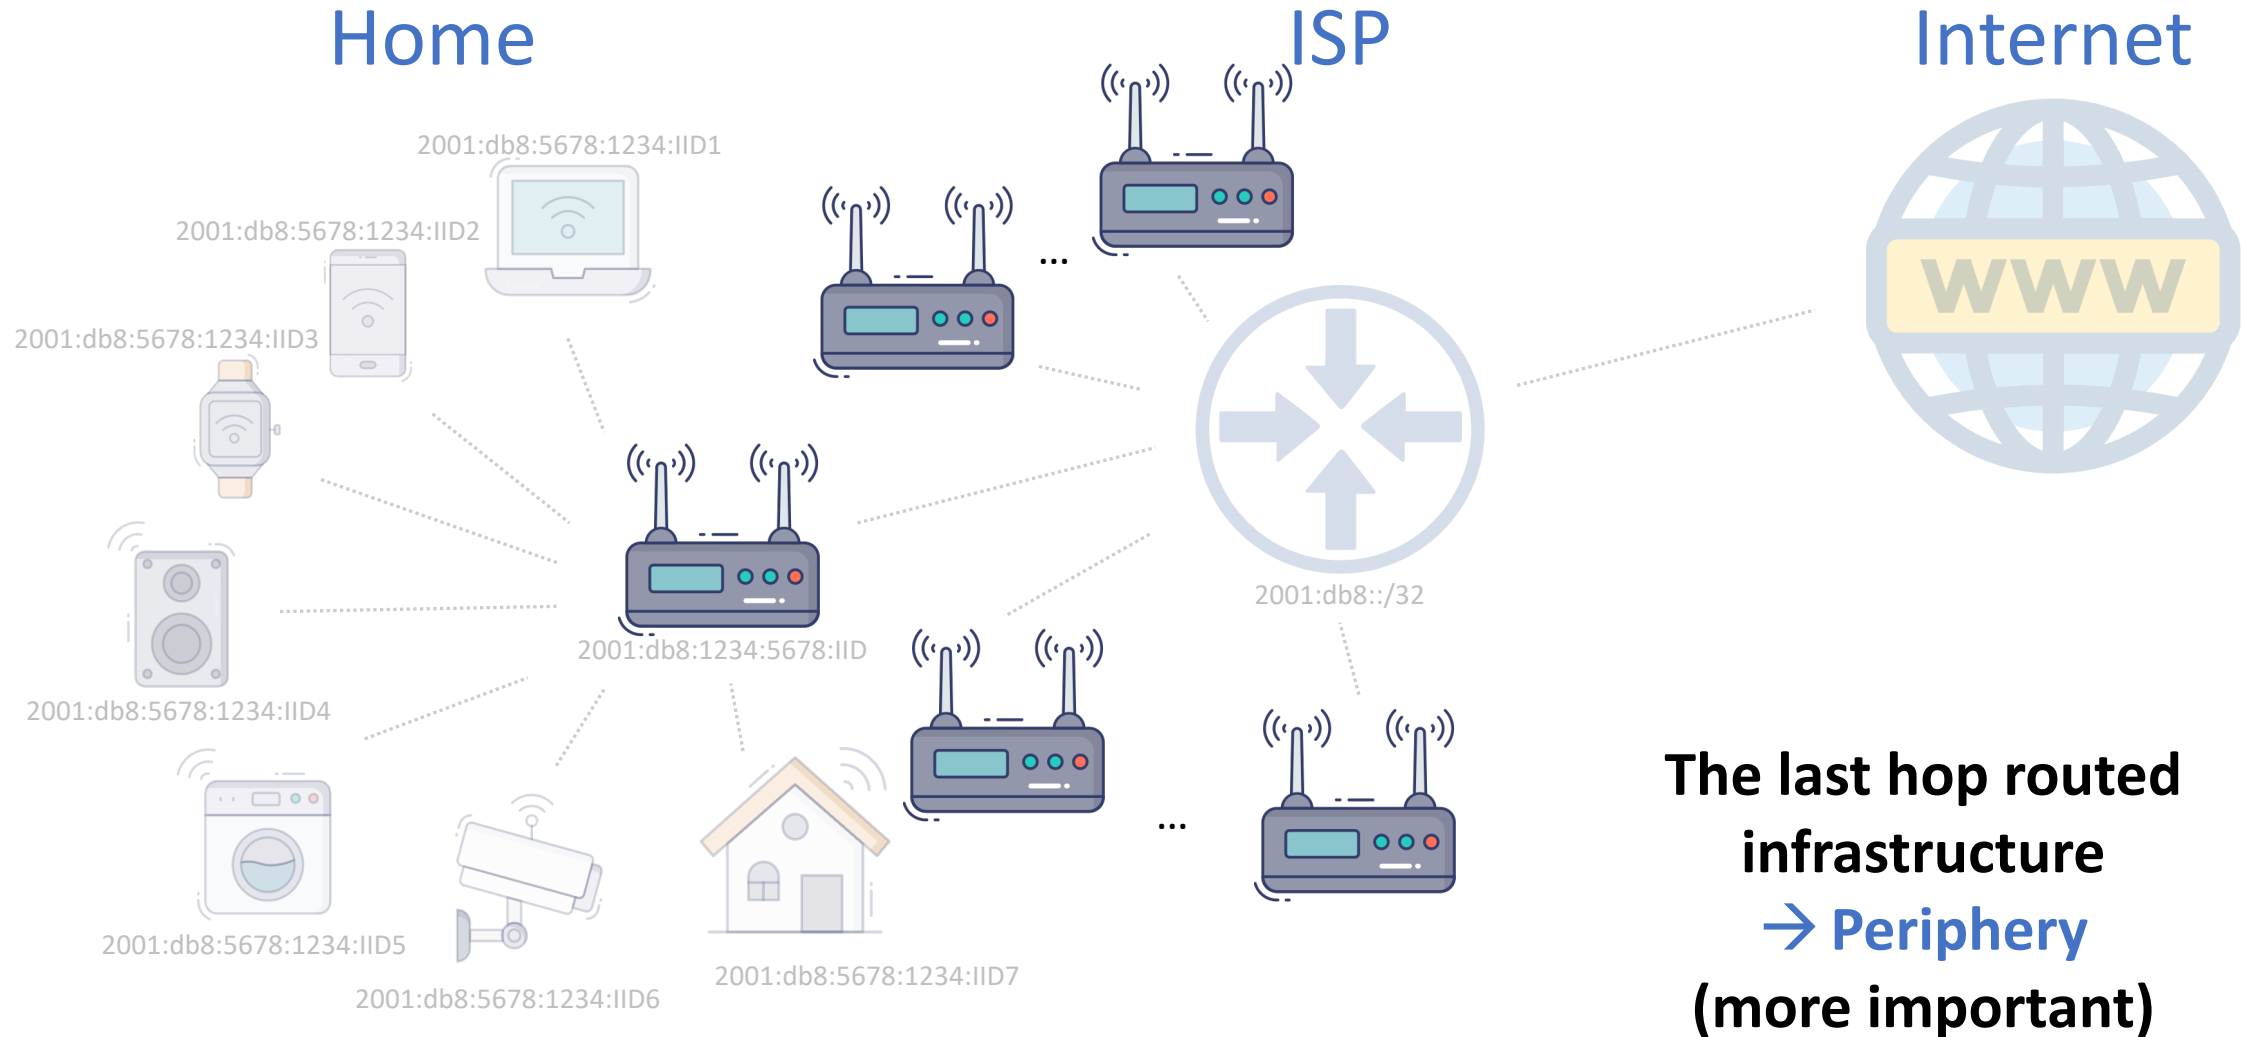 Home
ISP
Internet
2001:db8:5678:1234:IID1
2001:db8:5678:1234:IID2
...
www
2001:db8:5678:1234:IID3
2001:db8::/32
2001:db8:1234:5678:IID
2001:db8:5678:1234:IID4
The last hop routed
infrastructure
→ Periphery
(more important)
...
2001:db8:5678:1234:IID5
2001:db8:5678:1234:IID6
2001:db8:5678:1234:IID7